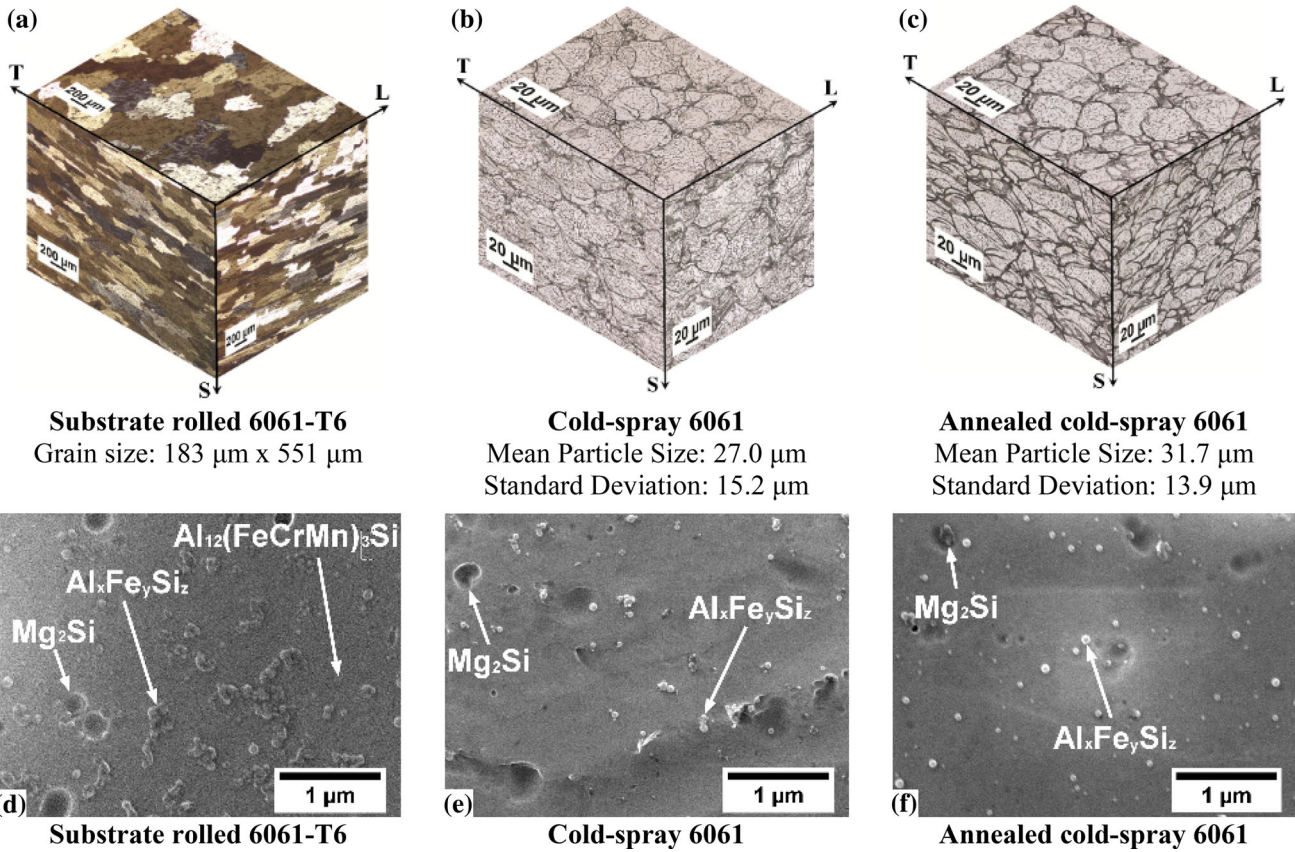 (a)
T
L
200 μm
200 μm
200 μm
S
Substrate rolled 6061-T6
Grain size: 183 μm x 551 μm
(b)
T
L
20 μm
20 μm
20 μm
S
Cold-spray 6061
Mean Particle Size: 27.0 μm
Standard Deviation: 15.2 μm
(c)
T
L
20 μm
20 μm
20 μm
S
Annealed cold-spray 6061
Mean Particle Size: 31.7 μm
Standard Deviation: 13.9 μm
Al₁₂(FeCrMn)₃Si
AlₓFeᵧSi_z
Mg₂Si
1 μm
(d)
Substrate rolled 6061-T6
AlₓFeᵧSi_z
Mg₂Si
1 μm
(e)
Cold-spray 6061
Mg₂Si
AlₓFeᵧSi_z
1 μm
(f)
Annealed cold-spray 6061